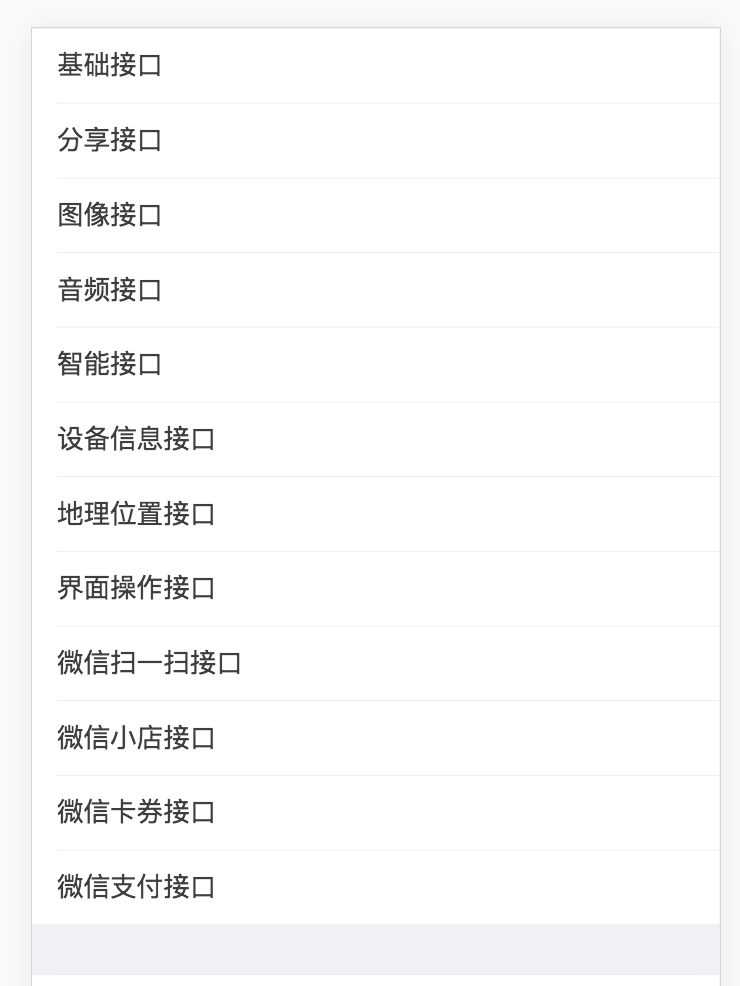 基础接口
分享接口
图像接口
音频接口
智能接口
设备信息接口
地理位置接口
界面操作接口
微信扫一扫接口
微信小店接口
微信卡券接口
微信支付接口